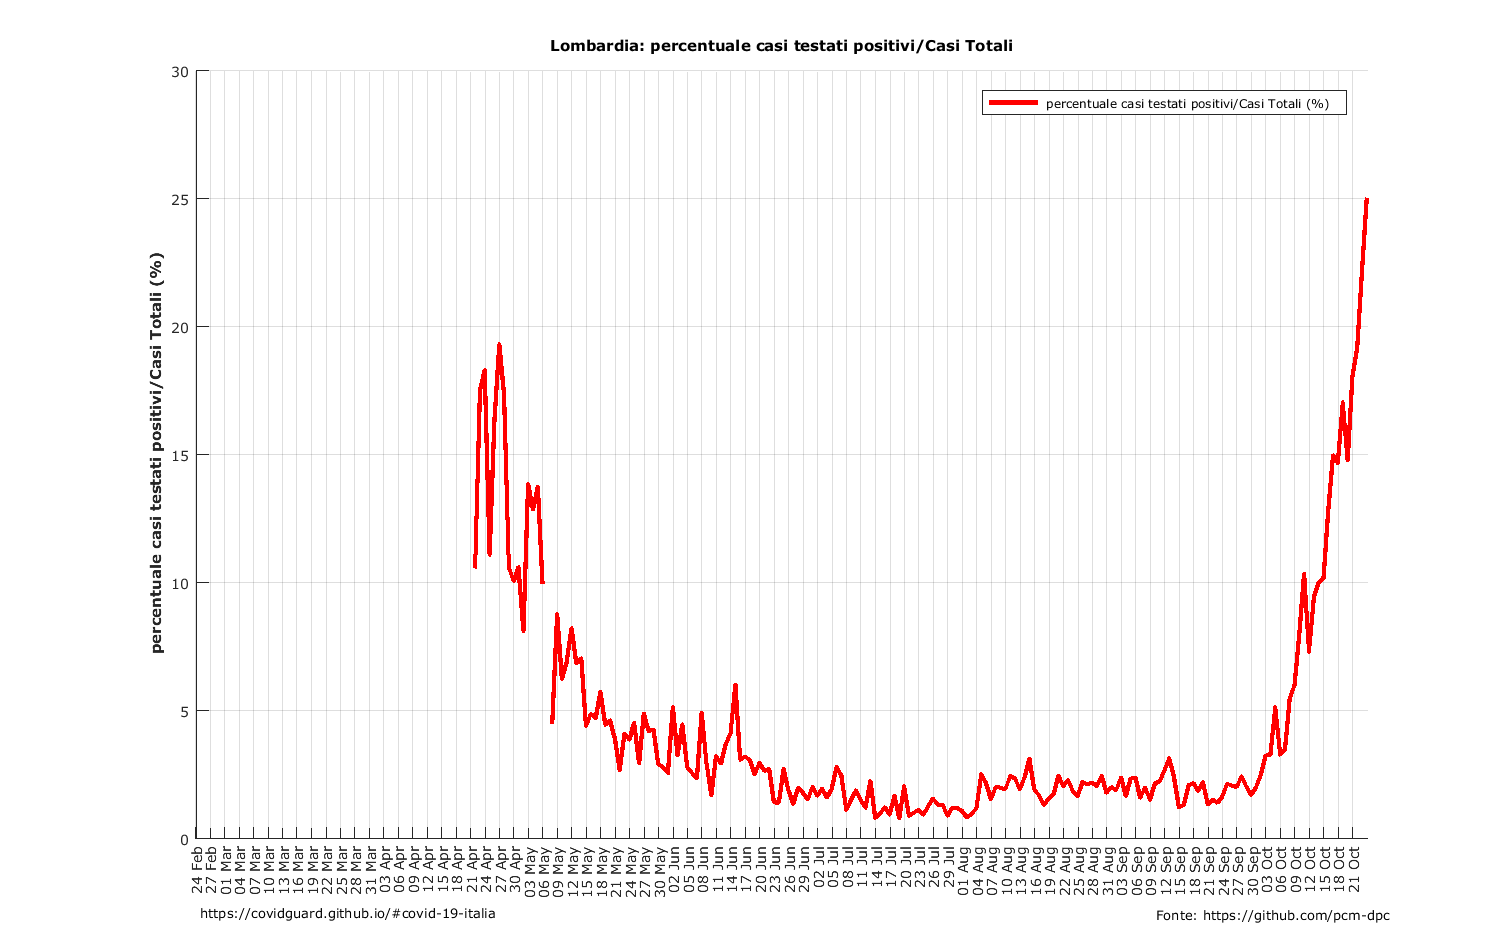 Lombardia: percentuale casi testati positivi/Casi Totali
percentuale casi testati positivi/Casi Totali (%)
percentuale casi testati positivi/Casi Totali (%)
30
25
20
15
10
5
0
24 Feb
27 Feb
01 Mar
04 Mar
07 Mar
10 Mar
13 Mar
16 Mar
19 Mar
22 Mar
25 Mar
28 Mar
31 Mar
03 Apr
06 Apr
09 Apr
12 Apr
15 Apr
18 Apr
21 Apr
24 Apr
27 Apr
30 Apr
03 May
06 May
09 May
12 May
15 May
18 May
21 May
24 May
27 May
30 May
02 Jun
05 Jun
08 Jun
11 Jun
14 Jun
17 Jun
20 Jun
23 Jun
26 Jun
29 Jun
02 Jul
05 Jul
08 Jul
11 Jul
14 Jul
17 Jul
20 Jul
23 Jul
26 Jul
29 Jul
01 Aug
04 Aug
07 Aug
10 Aug
13 Aug
16 Aug
19 Aug
22 Aug
25 Aug
28 Aug
31 Aug
03 Sep
06 Sep
09 Sep
12 Sep
15 Sep
18 Sep
21 Sep
24 Sep
27 Sep
30 Sep
03 Oct
06 Oct
09 Oct
12 Oct
15 Oct
18 Oct
21 Oct
https://covidguard.github.io/#covid-19-italia
Fonte: https://github.com/pcm-dpc